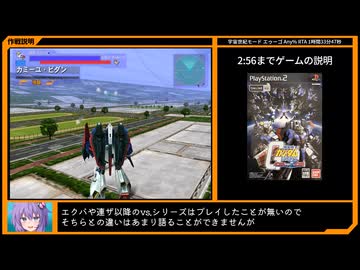 作戦説明
宇宙世紀モード エゥーゴ Any% RTA 1時間33分47秒
カミーユ・ビダン
2:56までゲームの説明
PlayStation 2
ガンダム
BANDAI
エクバや連ザ以降のvs.シリーズはプレイしたことが無いので
そちらとの違いはあまり語ることができませんが